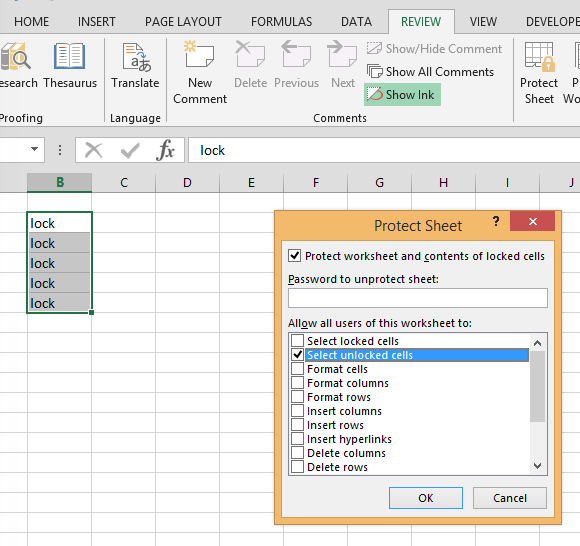 HOME INSERT PAGE LAYOUT FORMULAS DATA REVIEW VIEW DEVELOPE
Show/Hide Comment
Show All Comments
Show Ink
esearch Thesaurus Translate New Comment Delete Previous Next Protect Sheet P Wo
Proofing Language Comments
fx lock
B C D E F G H I J
lock
lock
lock
lock
lock
Protect Sheet ?
Protect worksheet and contents of locked cells
Password to unprotect sheet:
Allow all users of this worksheet to:
Select locked cells
Select unlocked cells
Format cells
Format columns
Format rows
Insert columns
Insert rows
Insert hyperlinks
Delete columns
Delete rows
OK Cancel